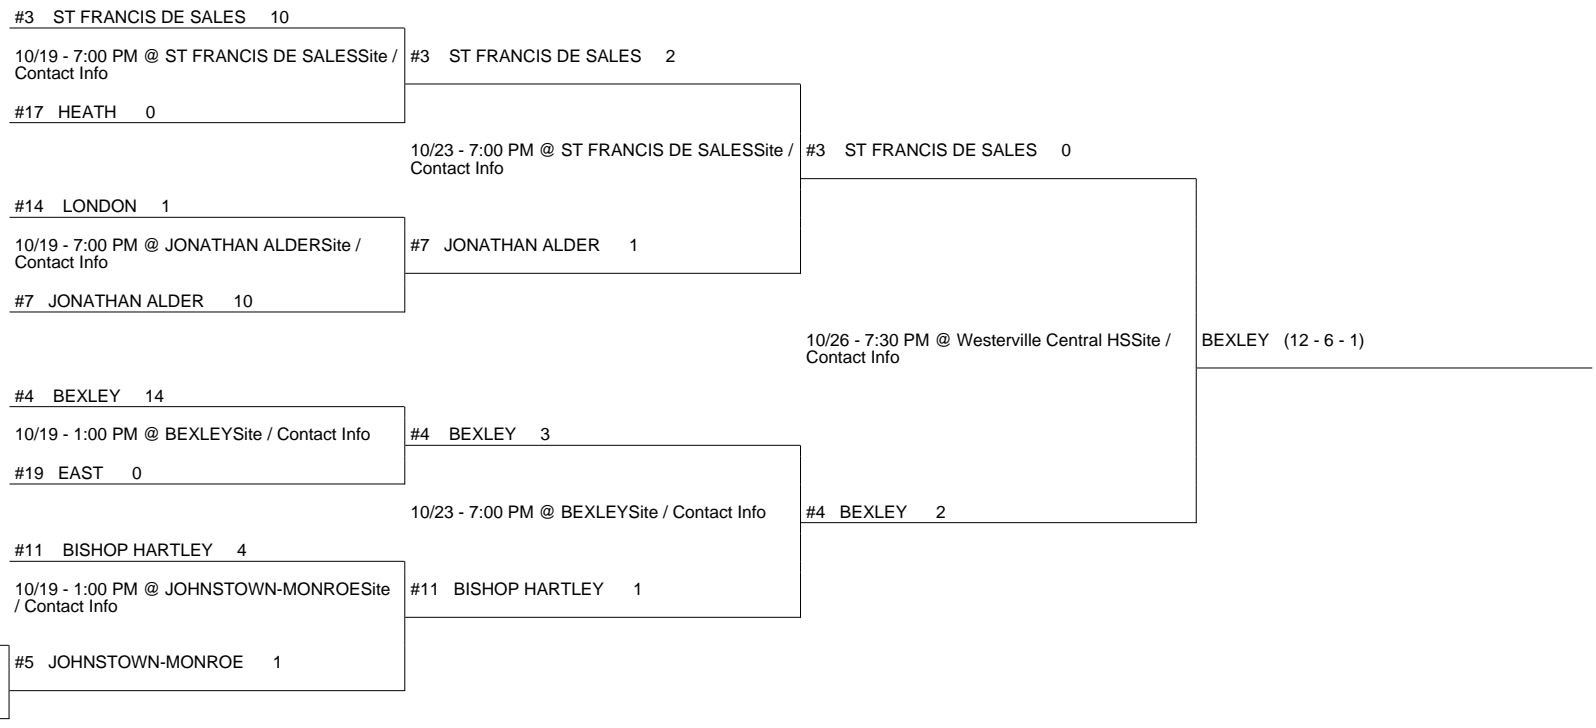 #3 ST FRANCIS DE SALES 10
10/19 - 7:00 PM @ ST FRANCIS DE SALESSite /
Contact Info
#17 HEATH 0
#3 ST FRANCIS DE SALES 2
10/23 - 7:00 PM @ ST FRANCIS DE SALESSite /
Contact Info
#3 ST FRANCIS DE SALES 0
#14 LONDON 1
10/19 - 7:00 PM @ JONATHAN ALDERSite /
Contact Info
#7 JONATHAN ALDER 10
#7 JONATHAN ALDER 1
10/26 - 7:30 PM @ Westerville Central HSSite /
Contact Info
BEXLEY (12 - 6 - 1)
#4 BEXLEY 14
10/19 - 1:00 PM @ BEXLEYSite / Contact Info
#19 EAST 0
#4 BEXLEY 3
10/23 - 7:00 PM @ BEXLEYSite / Contact Info
#4 BEXLEY 2
#11 BISHOP HARTLEY 4
10/19 - 1:00 PM @ JOHNSTOWN-MONROESite
/ Contact Info
#5 JOHNSTOWN-MONROE 1
#11 BISHOP HARTLEY 1